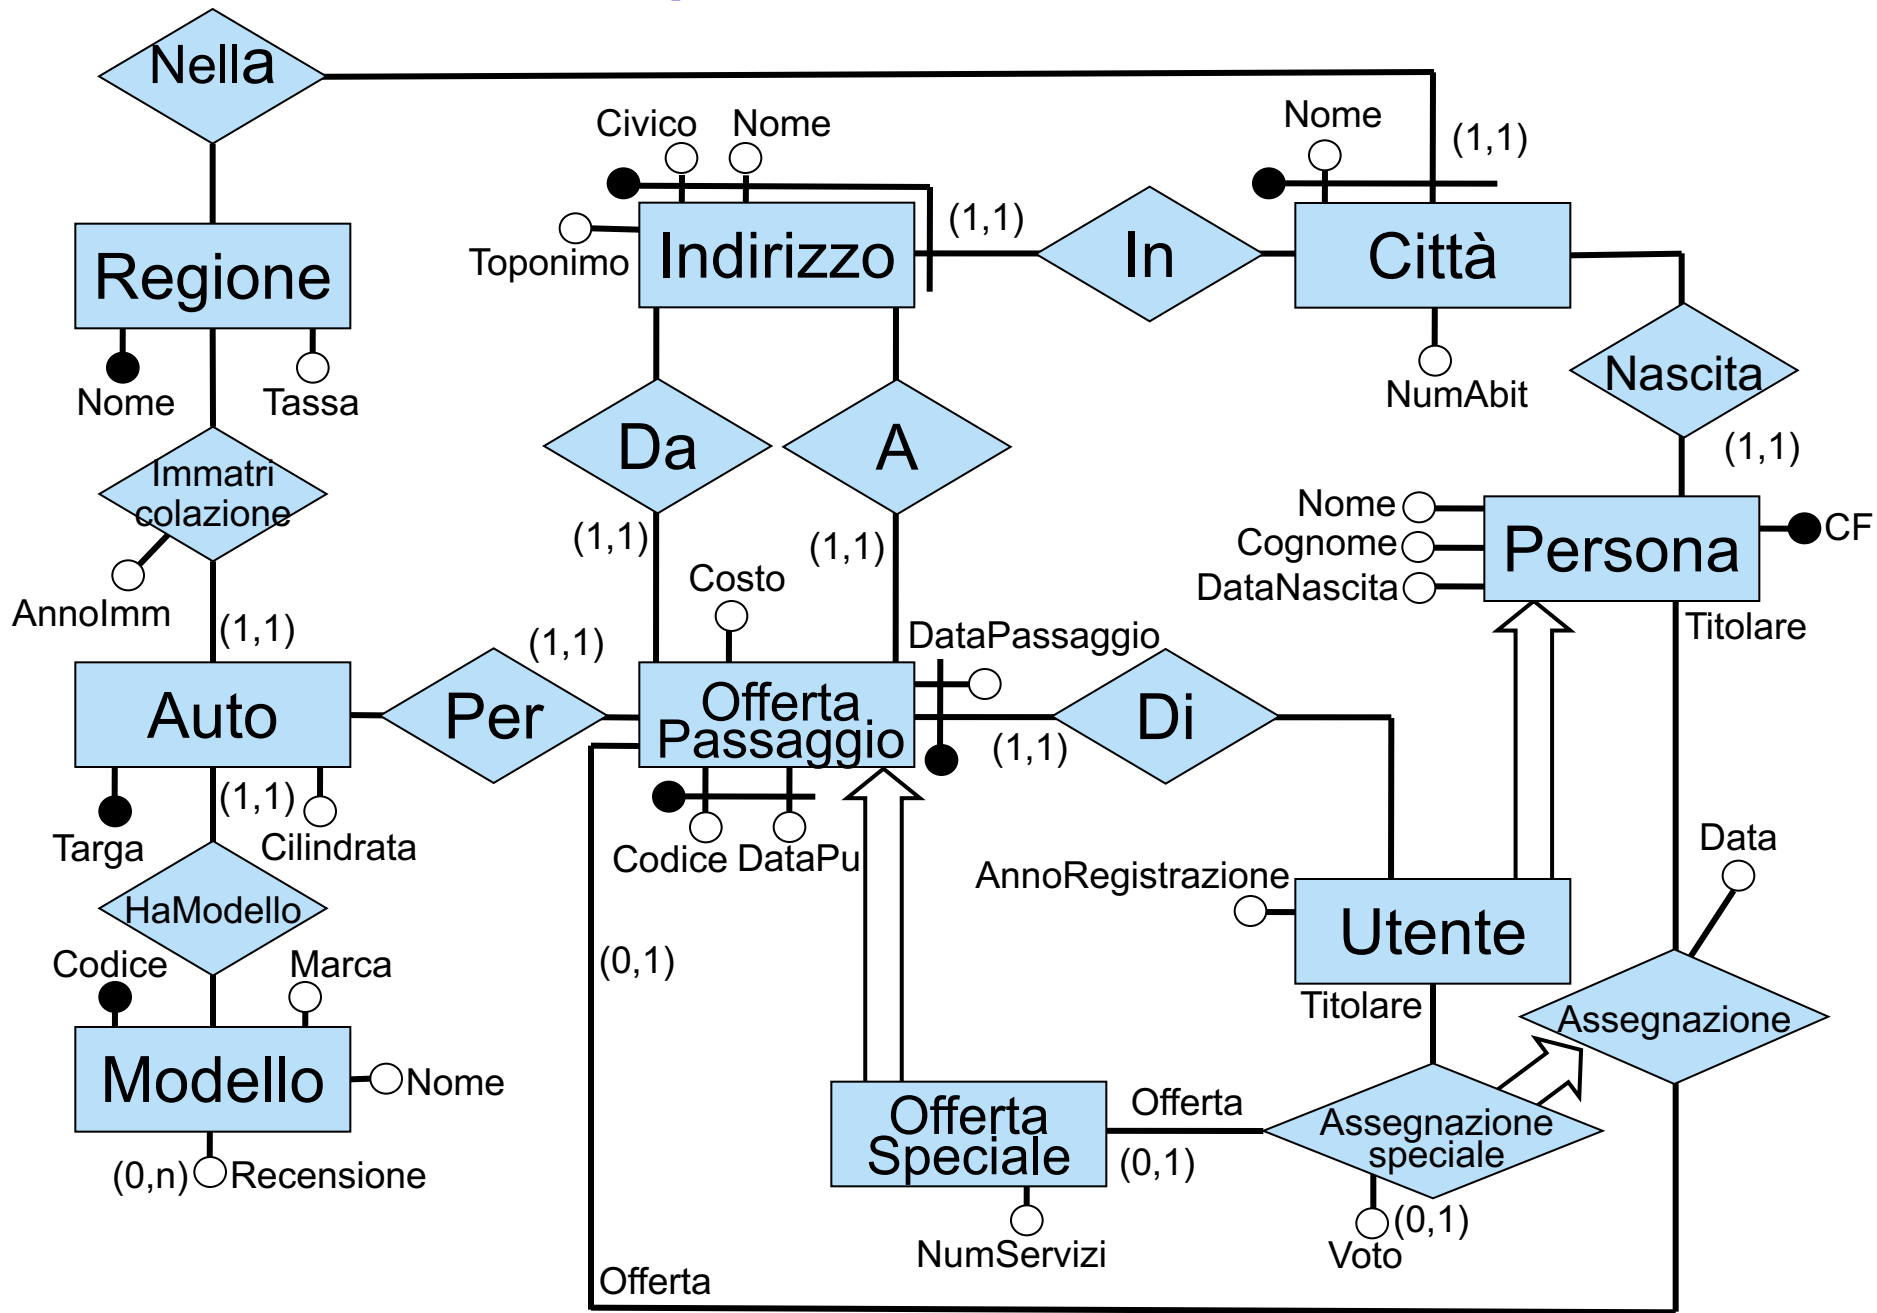 Nella
Civico
Nome
Nome
(1,1)
Toponimo
Indirizzo
(1,1)
In
Città
Regione
Nome
Tassa
NumAbit
Nascita
(1,1)
Da
A
Immatri
colazione
AnnoImm
(1,1)
(1,1)
Nome
Cognome
DataNascita
Persona
CF
Titolare
Costo
DataPassaggio
(1,1)
(1,1)
Auto
Per
Offerta
Passaggio
(1,1)
Di
Targa
(1,1)
Cilindrata
Codice
DataPu
HaModello
AnnoRegistrazione
Utente
Titolare
Data
Assegnazione
(0,1)
Codice
Marca
Modello
Nome
(0,n)
Recensione
Offerta
Speciale
Offerta
(0,1)
Assegnazione
speciale
NumServizi
Voto
(0,1)
Offerta